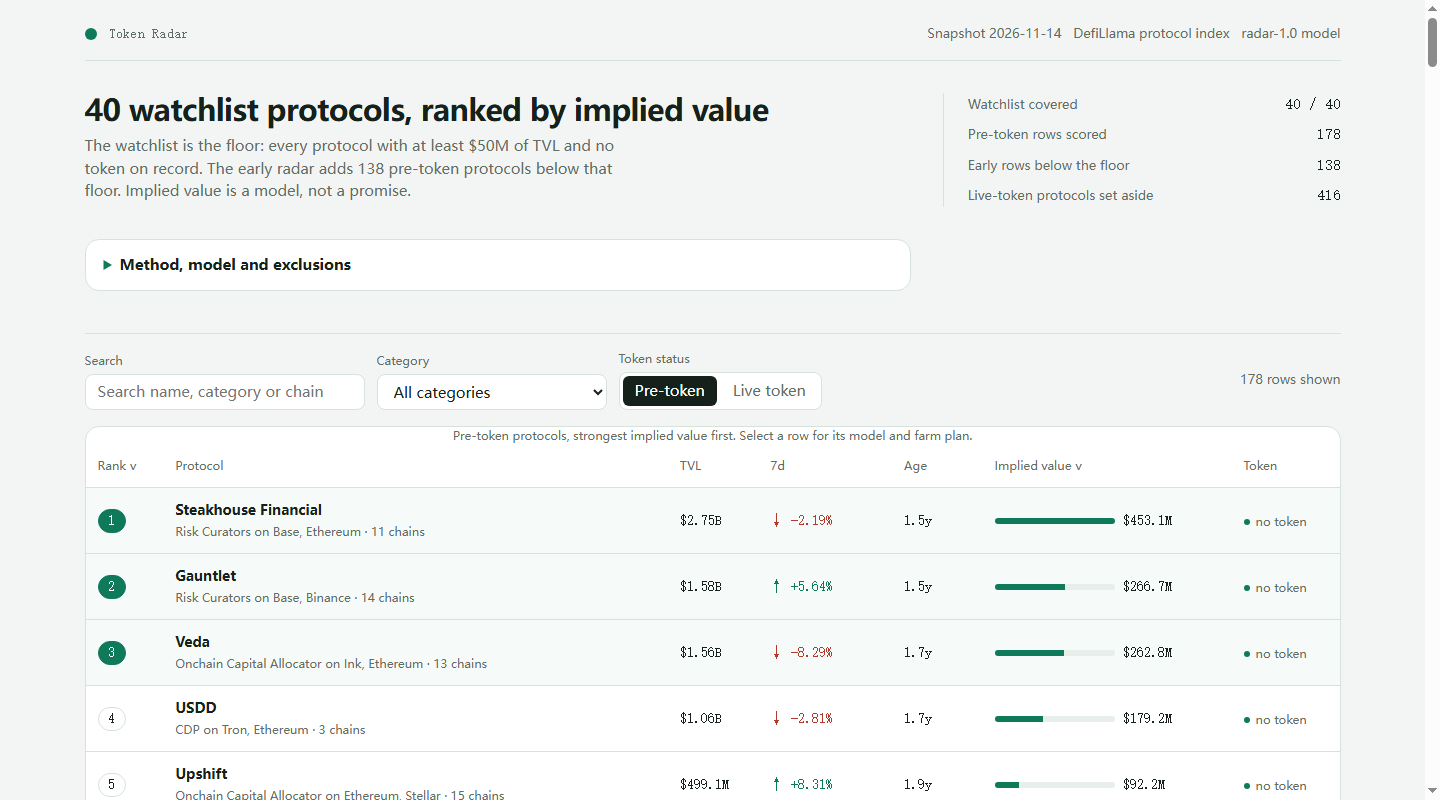 Token Radar
Snapshot 2026-11-14 DefiLlama protocol index radar-1.0 model
40 watchlist protocols, ranked by implied value
The watchlist is the floor: every protocol with at least $50M of TVL and no
token on record. The early radar adds 138 pre-token protocols below that
floor. Implied value is a model, not a promise.
Watchlist covered 40 / 40
Pre-token rows scored 178
Early rows below the floor 138
Live-token protocols set aside 416
Method, model and exclusions
Search
Category
Token status
Search name, category or chain
All categories
Pre-token
Live token
178 rows shown
Pre-token protocols, strongest implied value first. Select a row for its model and farm plan.
Rank v Protocol TVL 7d Age Implied value v Token
1 Steakhouse Financial $2.75B ↓ −2.19% 1.5y $453.1M no token
Risk Curators on Base, Ethereum · 11 chains
2 Gauntlet $1.58B ↑ +5.64% 1.5y $266.7M no token
Risk Curators on Base, Binance · 14 chains
3 Veda $1.56B ↓ −8.29% 1.7y $262.8M no token
Onchain Capital Allocator on Ink, Ethereum · 13 chains
4 USDD $1.06B ↓ −2.81% 1.7y $179.2M no token
CDP on Tron, Ethereum · 3 chains
5 Upshift $499.1M ↑ +8.31% 1.9y $92.2M no token
Onchain Capital Allocator on Ethereum, Stellar · 15 chains